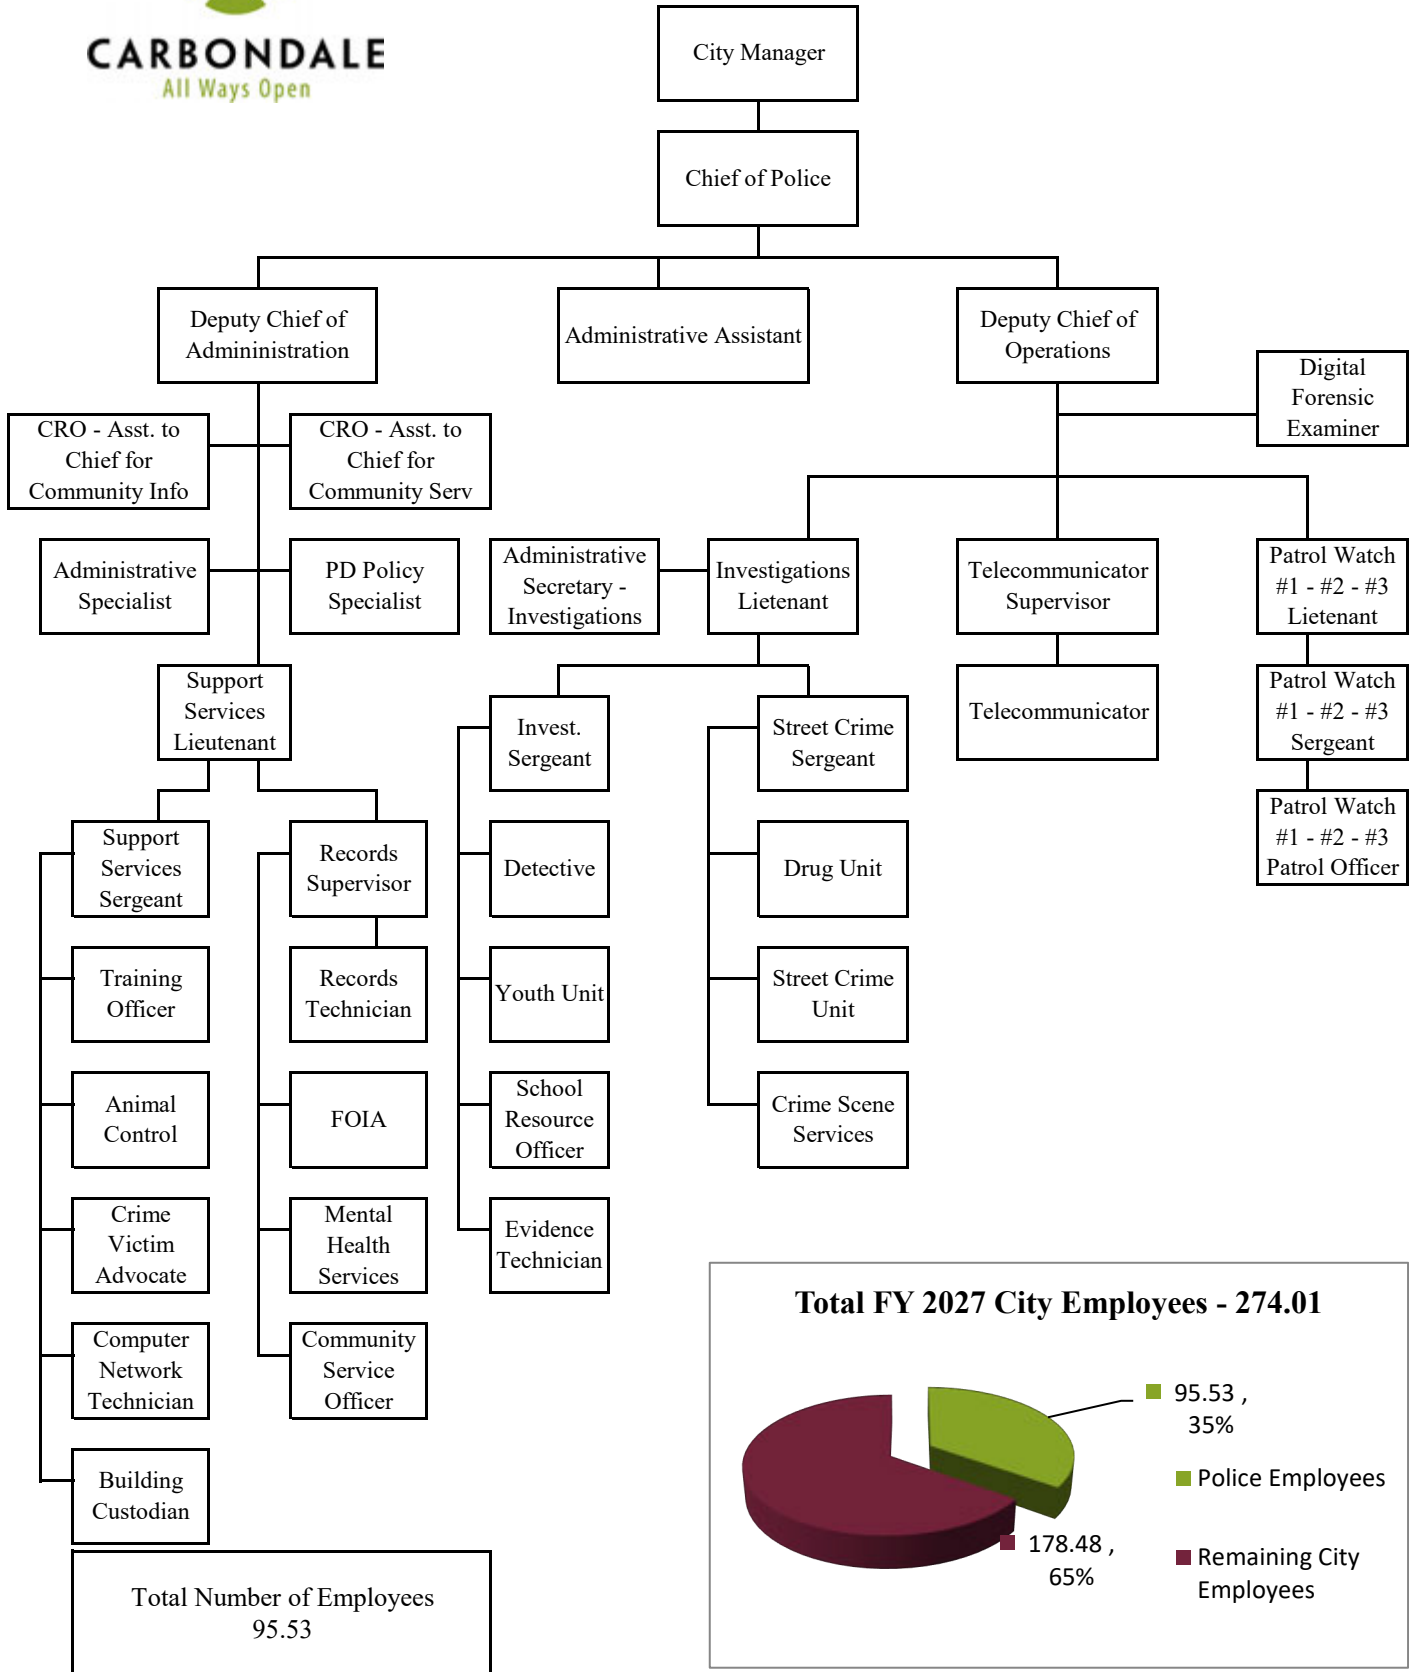 CARBONDALE
All Ways Open
City Manager
Chief of Police
Deputy Chief of
Admininistration
Administrative Assistant
Deputy Chief of
Operations
Digital
Forensic
Examiner
CRO - Asst. to
Chief for
Community Info
CRO - Asst. to
Chief for
Community Serv
Administrative
Specialist
PD Policy
Specialist
Administrative
Secretary -
Investigations
Investigations
Lietenant
Telecommunicator
Supervisor
Patrol Watch
#1 - #2 - #3
Lietenant
Support
Services
Lieutenant
Invest.
Sergeant
Street Crime
Sergeant
Telecommunicator
Patrol Watch
#1 - #2 - #3
Sergeant
Support
Services
Sergeant
Records
Supervisor
Detective
Drug Unit
Patrol Watch
#1 - #2 - #3
Patrol Officer
Training
Officer
Records
Technician
Youth Unit
Street Crime
Unit
Animal
Control
FOIA
School
Resource
Officer
Crime Scene
Services
Crime
Victim
Advocate
Mental
Health
Services
Evidence
Technician
Computer
Network
Technician
Community
Service
Officer
Building
Custodian
Total Number of Employees
95.53
Total FY 2027 City Employees - 274.01
95.53 ,
35%
Police Employees
178.48 ,
65%
Remaining City
Employees